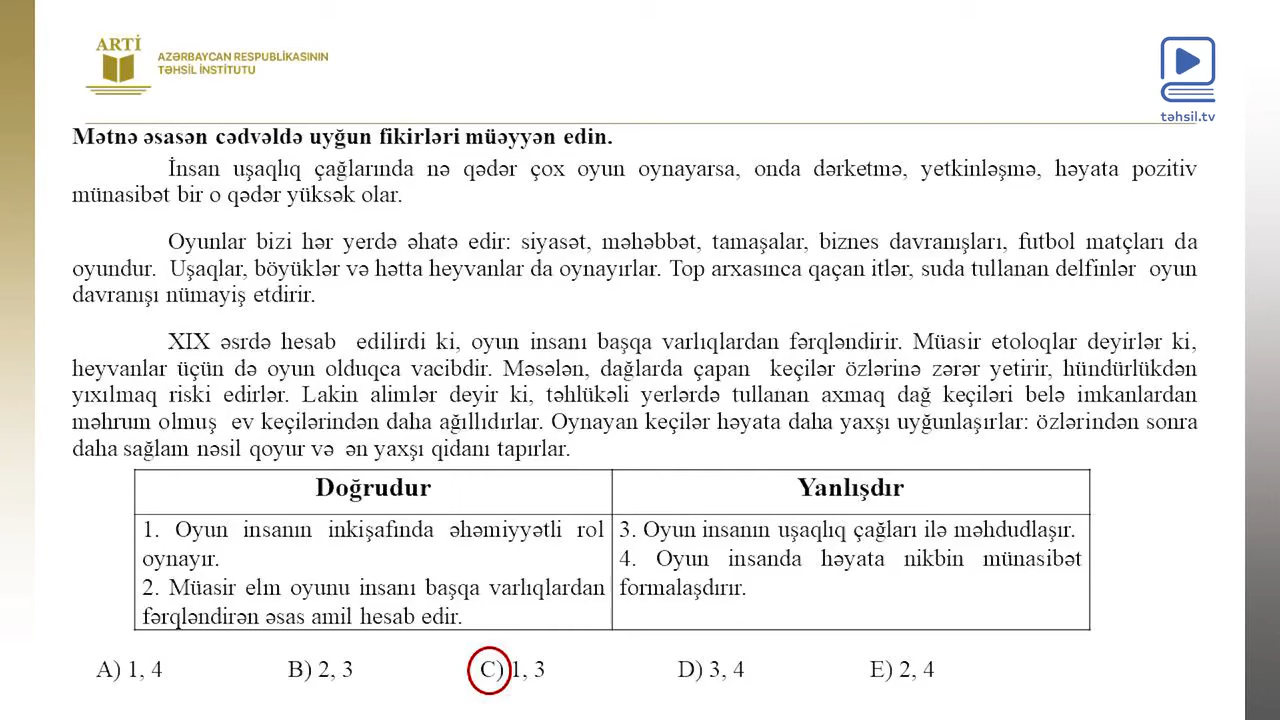 ARTİ
AZƏRBAYCAN RESPUBLİKASININ
TƏHSİL İNSTİTUTU
təhsil.tv
Mətnə əsasən cədvəldə uyğun fikirləri müəyyən edin.
İnsan uşaqlıq çağlarında nə qədər çox oyun oynayarsa, onda dərketmə, yetkinləşmə, həyata pozitiv
münasibət bir o qədər yüksək olar.
Oyunlar bizi hər yerdə əhatə edir: siyasət, məhəbbət, tamaşalar, biznes davranışları, futbol matçları da
oyundur. Uşaqlar, böyüklər və hətta heyvanlar da oynayırlar. Top arxasınca qaçan itlər, suda tullanan delfinlər oyun
davranışı nümayiş etdirir.
XIX əsrdə hesab edilirdi ki, oyun insanı başqa varlıqlardan fərqləndirir. Müasir etoloqlar deyirlər ki,
heyvanlar üçün də oyun olduqca vacibdir. Məsələn, dağlarda çapan keçilər özlərinə zərər yetirir, hündürlükdən
yıxılmaq riski edirlər. Lakin alimlər deyir ki, təhlükəli yerlərdə tullanan axmaq dağ keçiləri belə imkanlardan
məhrum olmuş ev keçilərindən daha ağıllıdırlar. Oynayan keçilər həyata daha yaxşı uyğunlaşırlar: özlərindən sonra
daha sağlam nəsil qoyur və ən yaxşı qidanı tapırlar.
Doğrudur
Yanlışdır
1. Oyun insanın inkişafında əhəmiyyətli rol
oynayır.
2. Müasir elm oyunu insanı başqa varlıqlardan
fərqləndirən əsas amil hesab edir.
3. Oyun insanın uşaqlıq çağları ilə məhdudlaşır.
4. Oyun insanda həyata nikbin münasibət
formalaşdırır.
A) 1, 4 B) 2, 3 C) 1, 3 D) 3, 4 E) 2, 4